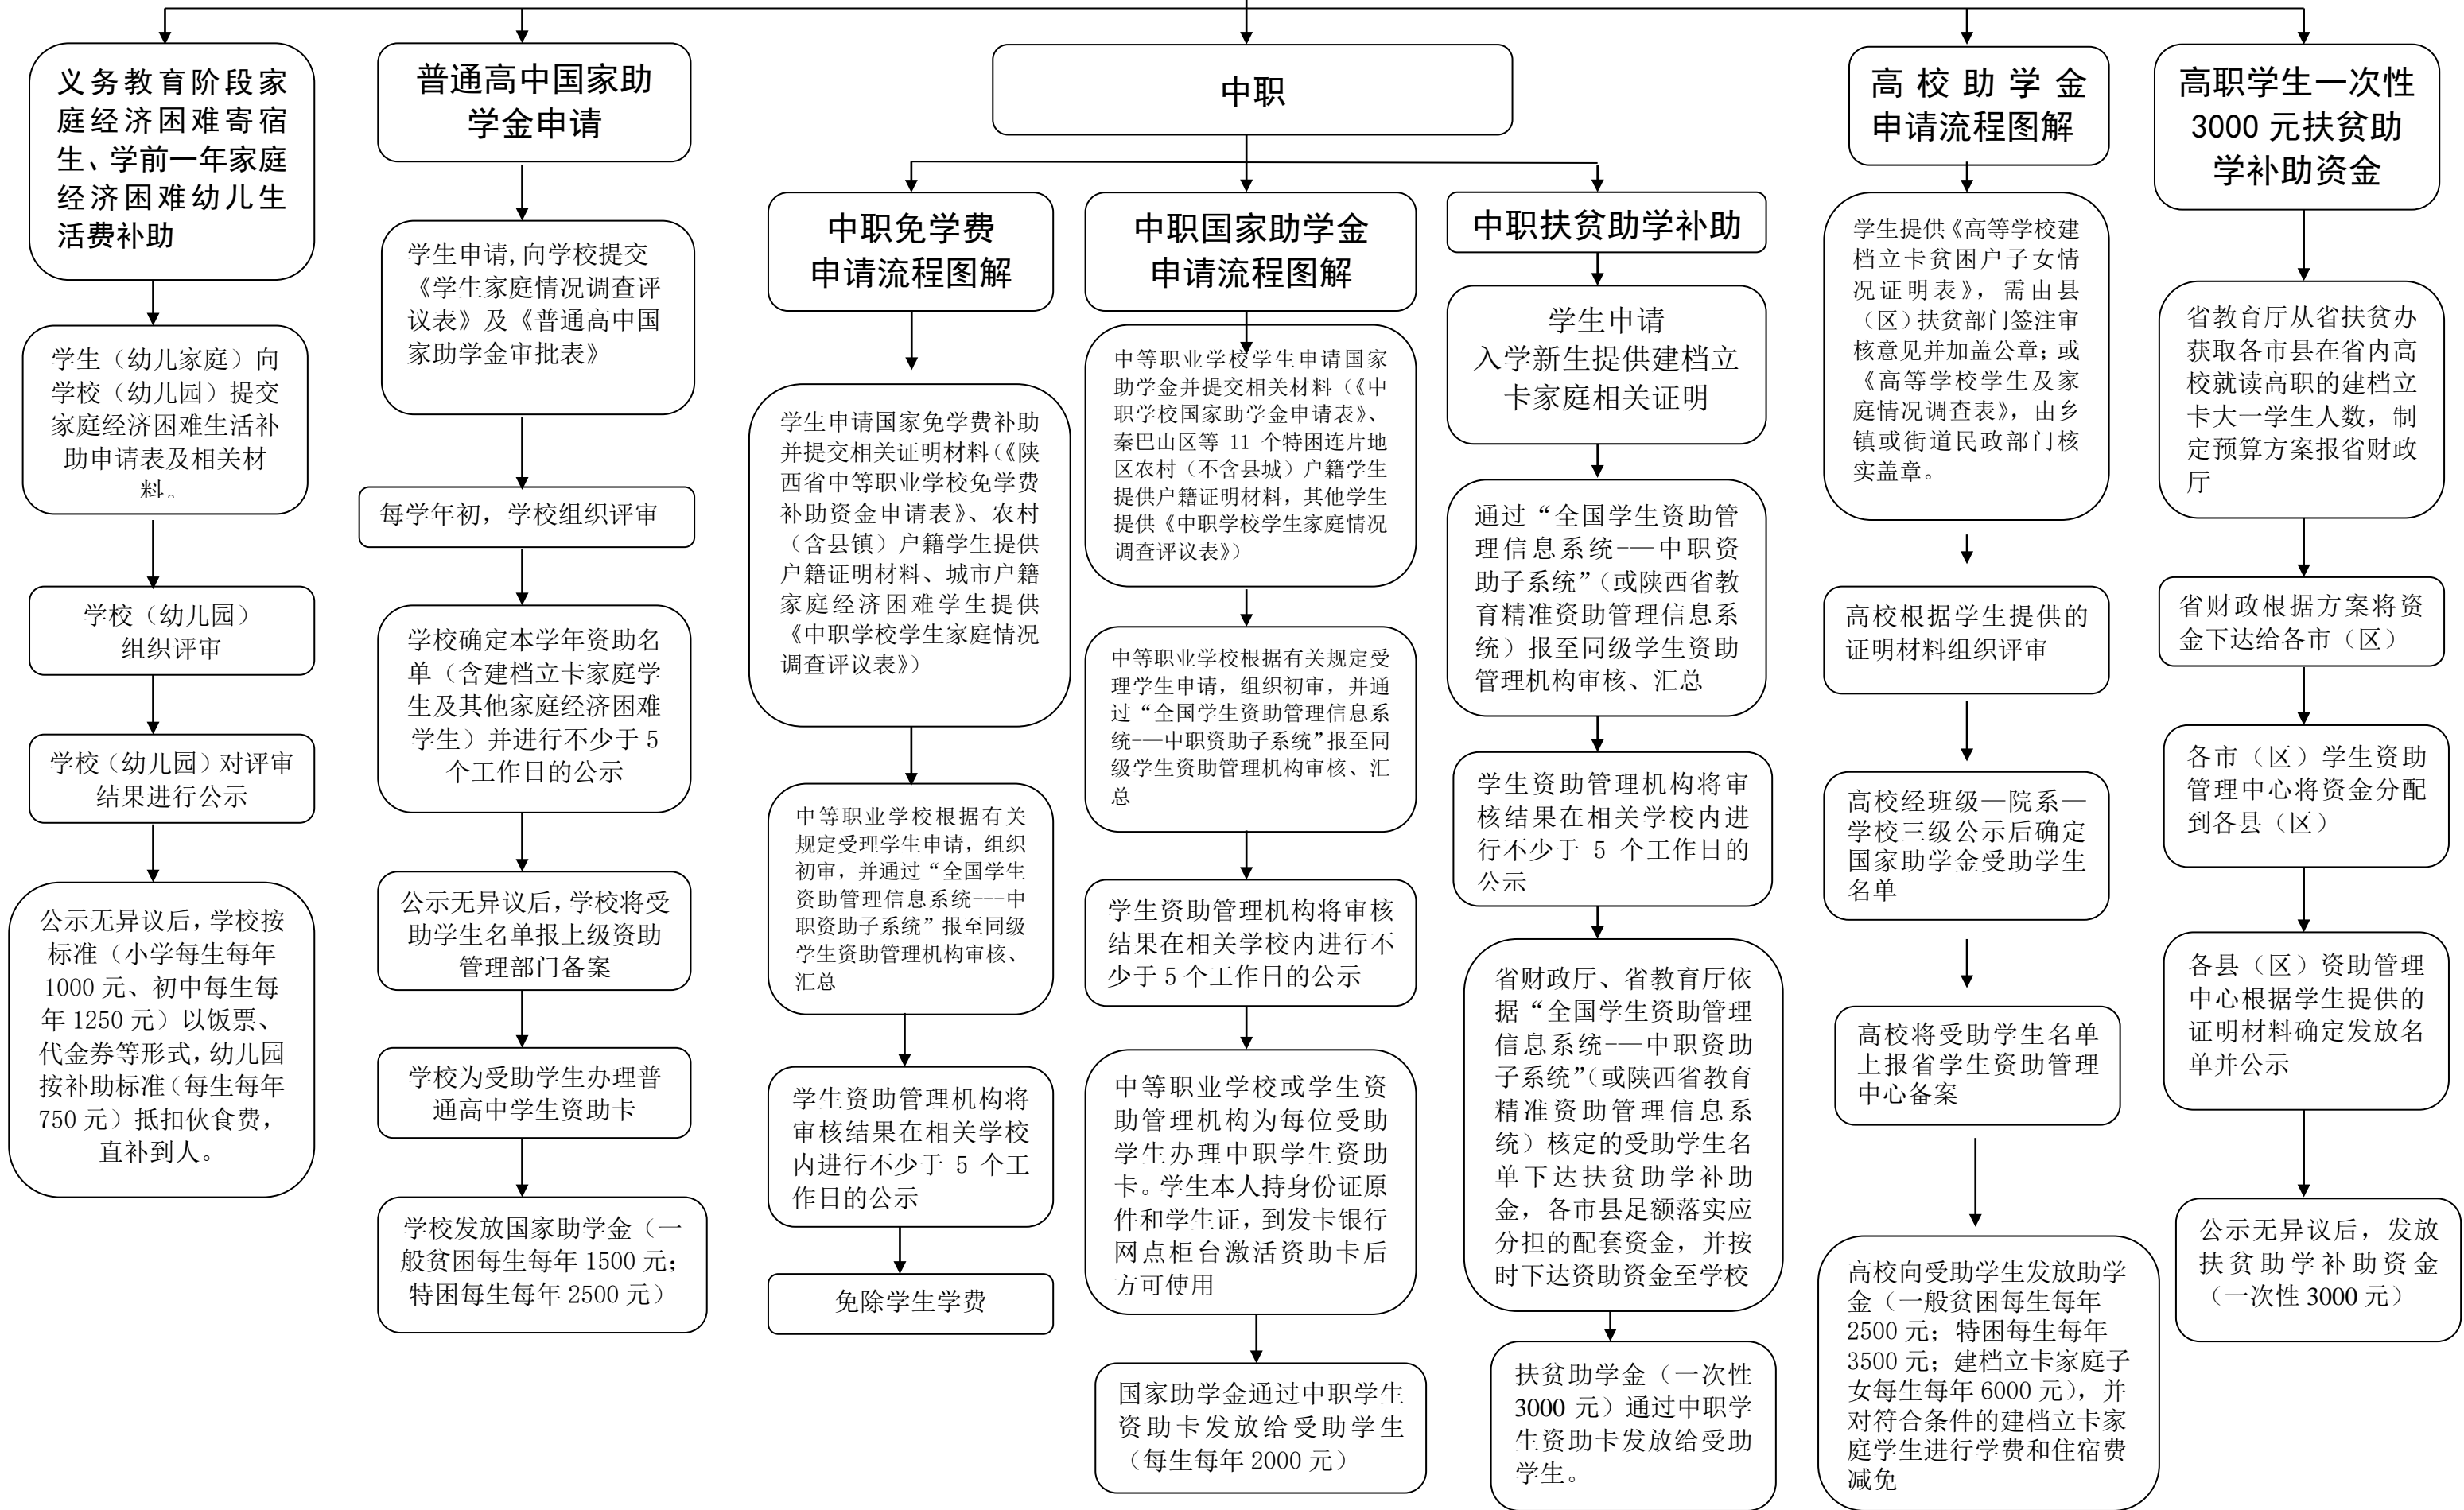 义务教育阶段家
庭经济困难寄宿
生、学前一年家庭
经济困难幼儿生
活费补助
学生（幼儿家庭）向
学校（幼儿园）提交
家庭经济困难生活补
助申请表及相关材
料。
学校（幼儿园）
组织评审
学校（幼儿园）对评审
结果进行公示
公示无异议后，学校按
标准（小学每生每年
1000 元、初中每生每
年 1250 元）以饭票、
代金券等形式，幼儿园
按补助标准（每生每年
750 元）抵扣伙食费，
直补到人。
普通高中国家助
学金申请
学生申请,向学校提交
《学生家庭情况调查评
议表》及《普通高中国
家助学金审批表》
每学年初，学校组织评审
学校确定本学年资助名
单（含建档立卡家庭学
生及其他家庭经济困难
学生）并进行不少于 5
个工作日的公示
公示无异议后，学校将受
助学生名单报上级资助
管理部门备案
学校为受助学生办理普
通高中学生资助卡
学校发放国家助学金（一
般贫困每生每年 1500 元；
特困每生每年 2500 元）
中职
中职免学费
申请流程图解
学生申请国家免学费补助
并提交相关证明材料（《陕
西省中等职业学校免学费
补助资金申请表》、农村
（含县镇）户籍学生提供
户籍证明材料、城市户籍
家庭经济困难学生提供
《中职学校学生家庭情况
调查评议表》）
中等职业学校根据有关
规定受理学生申请，组织
初审，并通过“全国学生
资助管理信息系统---中
职资助子系统”报至同级
学生资助管理机构审核、
汇总
学生资助管理机构将
审核结果在相关学校
内进行不少于 5 个工
作日的公示
免除学生学费
中职国家助学金
申请流程图解
中等职业学校学生申请国家
助学金并提交相关材料（《中
职学校国家助学金申请表》、
秦巴山区等 11 个特困连片地
区农村（不含县城）户籍学生
提供户籍证明材料，其他学生
提供《中职学校学生家庭情况
调查评议表》）
中等职业学校根据有关规定受
理学生申请，组织初审，并通
过“全国学生资助管理信息系
统---中职资助子系统”报至同
级学生资助管理机构审核、汇
总
学生资助管理机构将审核
结果在相关学校内进行不
少于 5 个工作日的公示
中等职业学校或学生资
助管理机构为每位受助
学生办理中职学生资助
卡。学生本人持身份证原
件和学生证，到发卡银行
网点柜台激活资助卡后
方可使用
国家助学金通过中职学生
资助卡发放给受助学生
（每生每年 2000 元）
中职扶贫助学补助
学生申请
入学新生提供建档立
卡家庭相关证明
通过“全国学生资助管
理信息系统---中职资
助子系统”（或陕西省教
育精准资助管理信息系
统）报至同级学生资助
管理机构审核、汇总
学生资助管理机构将审
核结果在相关学校内进
行不少于 5 个工作日的
公示
省财政厅、省教育厅依
据“全国学生资助管理
信息系统---中职资助
子系统”（或陕西省教育
精准资助管理信息系
统）核定的受助学生名
单下达扶贫助学补助
金，各市县足额落实应
分担的配套资金，并按
时下达资助资金至学校
扶贫助学金（一次性
3000 元）通过中职学
生资助卡发放给受助
学生。
高校助学金
申请流程图解
学生提供《高等学校建
档立卡贫困户子女情
况证明表》，需由县
（区）扶贫部门签注审
核意见并加盖公章；或
《高等学校学生及家
庭情况调查表》，由乡
镇或街道民政部门核
实盖章。
高校根据学生提供的
证明材料组织评审
高校经班级—院系—
学校三级公示后确定
国家助学金受助学生
名单
高校将受助学生名单
上报省学生资助管理
中心备案
高校向受助学生发放助学
金（一般贫困每生每年
2500 元；特困每生每年
3500 元；建档立卡家庭子
女每生每年 6000 元），并
对符合条件的建档立卡家
庭学生进行学费和住宿费
减免
高职学生一次性
3000 元扶贫助
学补助资金
省教育厅从省扶贫办
获取各市县在省内高
校就读高职的建档立
卡大一学生人数，制
定预算方案报省财政
厅
省财政根据方案将资
金下达给各市（区）
各市（区）学生资助
管理中心将资金分配
到各县（区）
各县（区）资助管理
中心根据学生提供的
证明材料确定发放名
单并公示
公示无异议后，发放
扶贫助学补助资金
（一次性 3000 元）